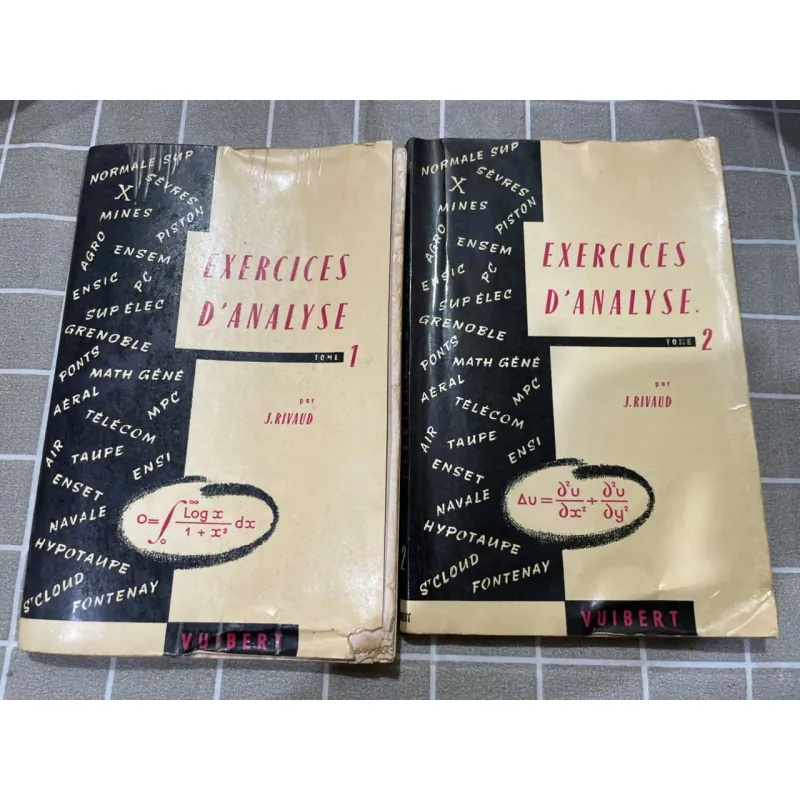 NORMALE SUP
X
SÈVRES
MINES
PISTON
AGRO
ENSEM
ENSIC
PC
SUP ÉLEC
GRENOBLE
PONTS
MATH GÉNÉ
AÉRAL
MPC
TÉLÉCOM
AIR
TAUPE
ENSI
ENSET
NAVALE
HYPOTAUPE
ST CLOUD
FONTENAY
EXERCICES
D'ANALYSE
TOME 1
par
J. RIVAUD
O=∫₀^∞ Log x / 1 + x² dx
VUIBERT
NORMALE SUP
X
SÈVRES
MINES
PISTON
AGRO
ENSEM
ENSIC
PC
SUP ÉLEC
GRENOBLE
PONTS
MATH GÉNÉ
AÉRAL
MPC
TÉLÉCOM
AIR
TAUPE
ENSI
ENSET
NAVALE
HYPOTAUPE
ST CLOUD
FONTENAY
EXERCICES
D'ANALYSE
TOME 2
par
J. RIVAUD
Δu = ∂²u/∂x² + ∂²u/∂y²
VUIBERT
2